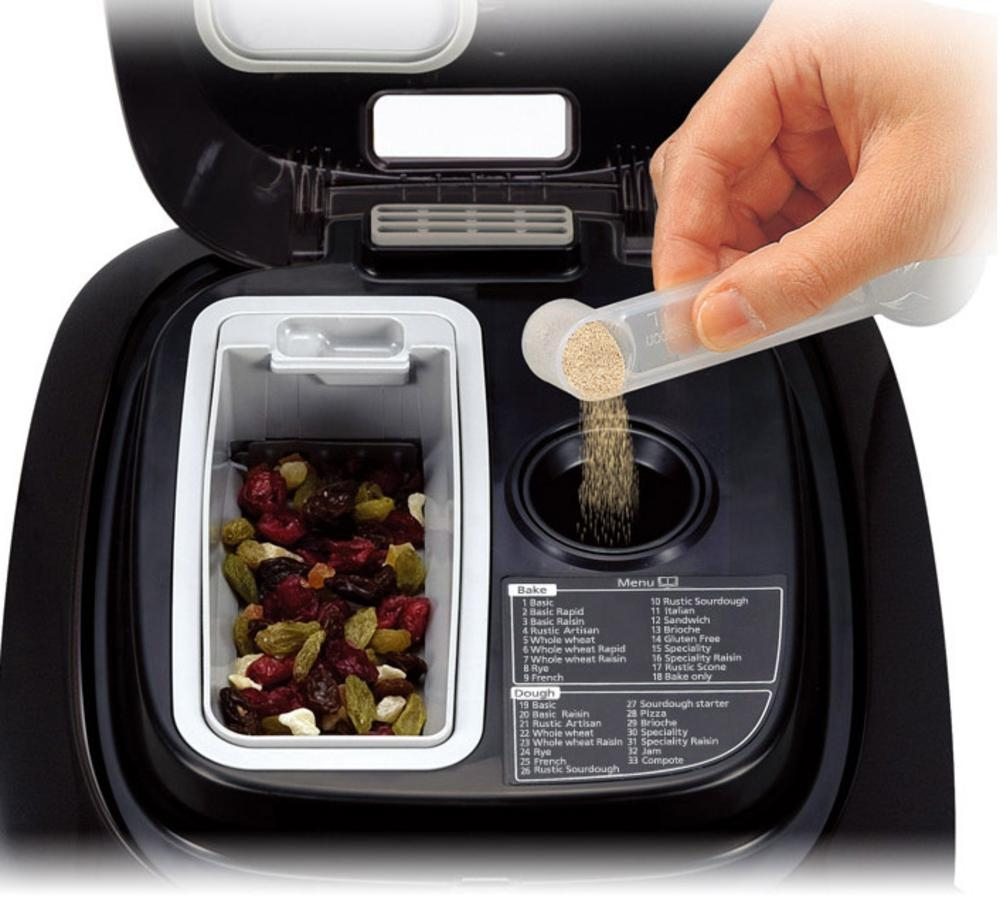 Menu
Bake
1 Basic
2 Basic Rapid
3 Basic Raisin
4 Rustic Artisan
5 Whole wheat
6 Whole wheat Rapid
7 Whole wheat Raisin
8 Rye
9 French
10 Rustic Sourdough
11 Italian
12 Sandwich
13 Brioche
14 Gluten Free
15 Speciality
16 Speciality Raisin
17 Rustic Scone
18 Bake only
Dough
19 Basic
20 Basic Raisin
21 Rustic Artisan
22 Whole wheat
23 Whole wheat Raisin
24 Rye
25 French
26 Rustic Sourdough
27 Sourdough starter
28 Pizza
29 Brioche
30 Speciality
31 Speciality Raisin
32 Jam
33 Compote